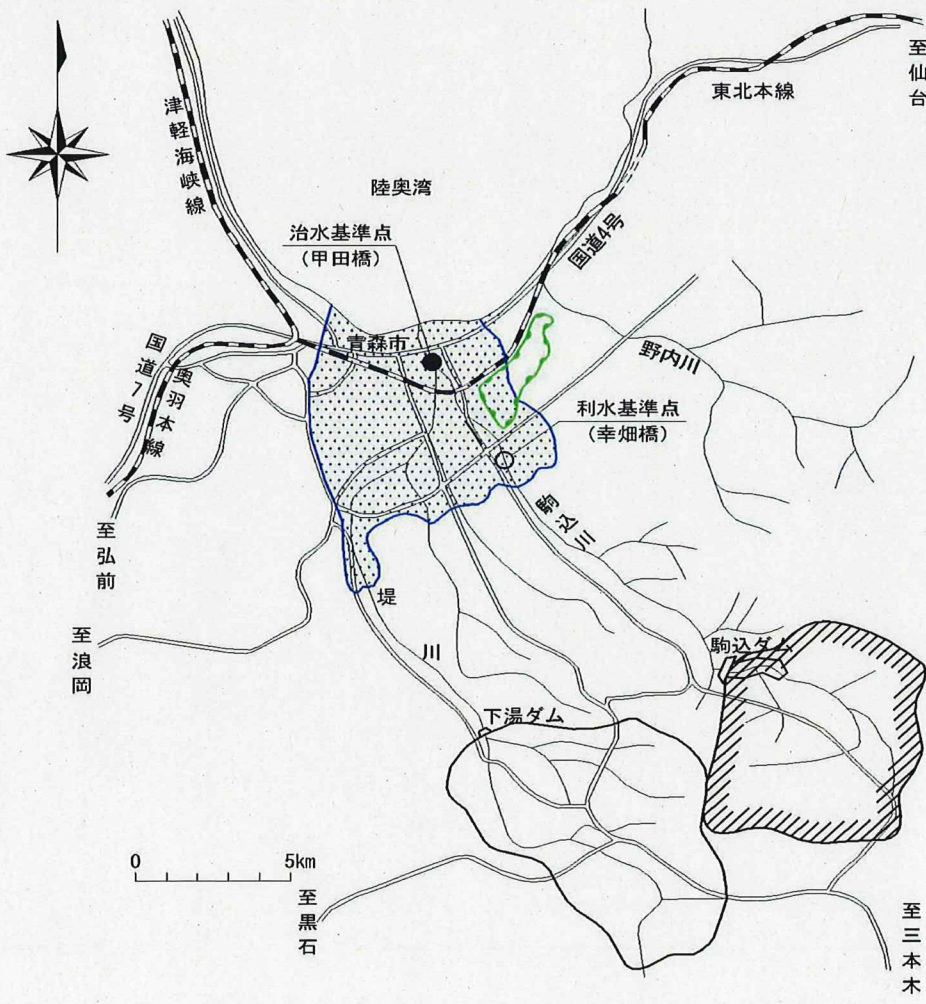 至仙台
東北本線
津軽海峡線
陸奥湾
国道4号
治水基準点
(甲田橋)
青森市
国道7号
奥羽本線
野内川
利水基準点
(幸畑橋)
駒込川
至弘前
堤川
至浪岡
駒込ダム
下湯ダム
0 5km
至黒石
至三本木